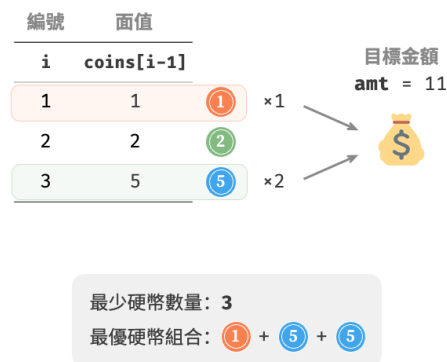 編號 面值
i coins[i-1]
目標金額
amt = 11
1 1 1 ×1
2 2 2
$
3 5 5 ×2
最少硬幣數量：3
最優硬幣組合：1 + 5 + 5